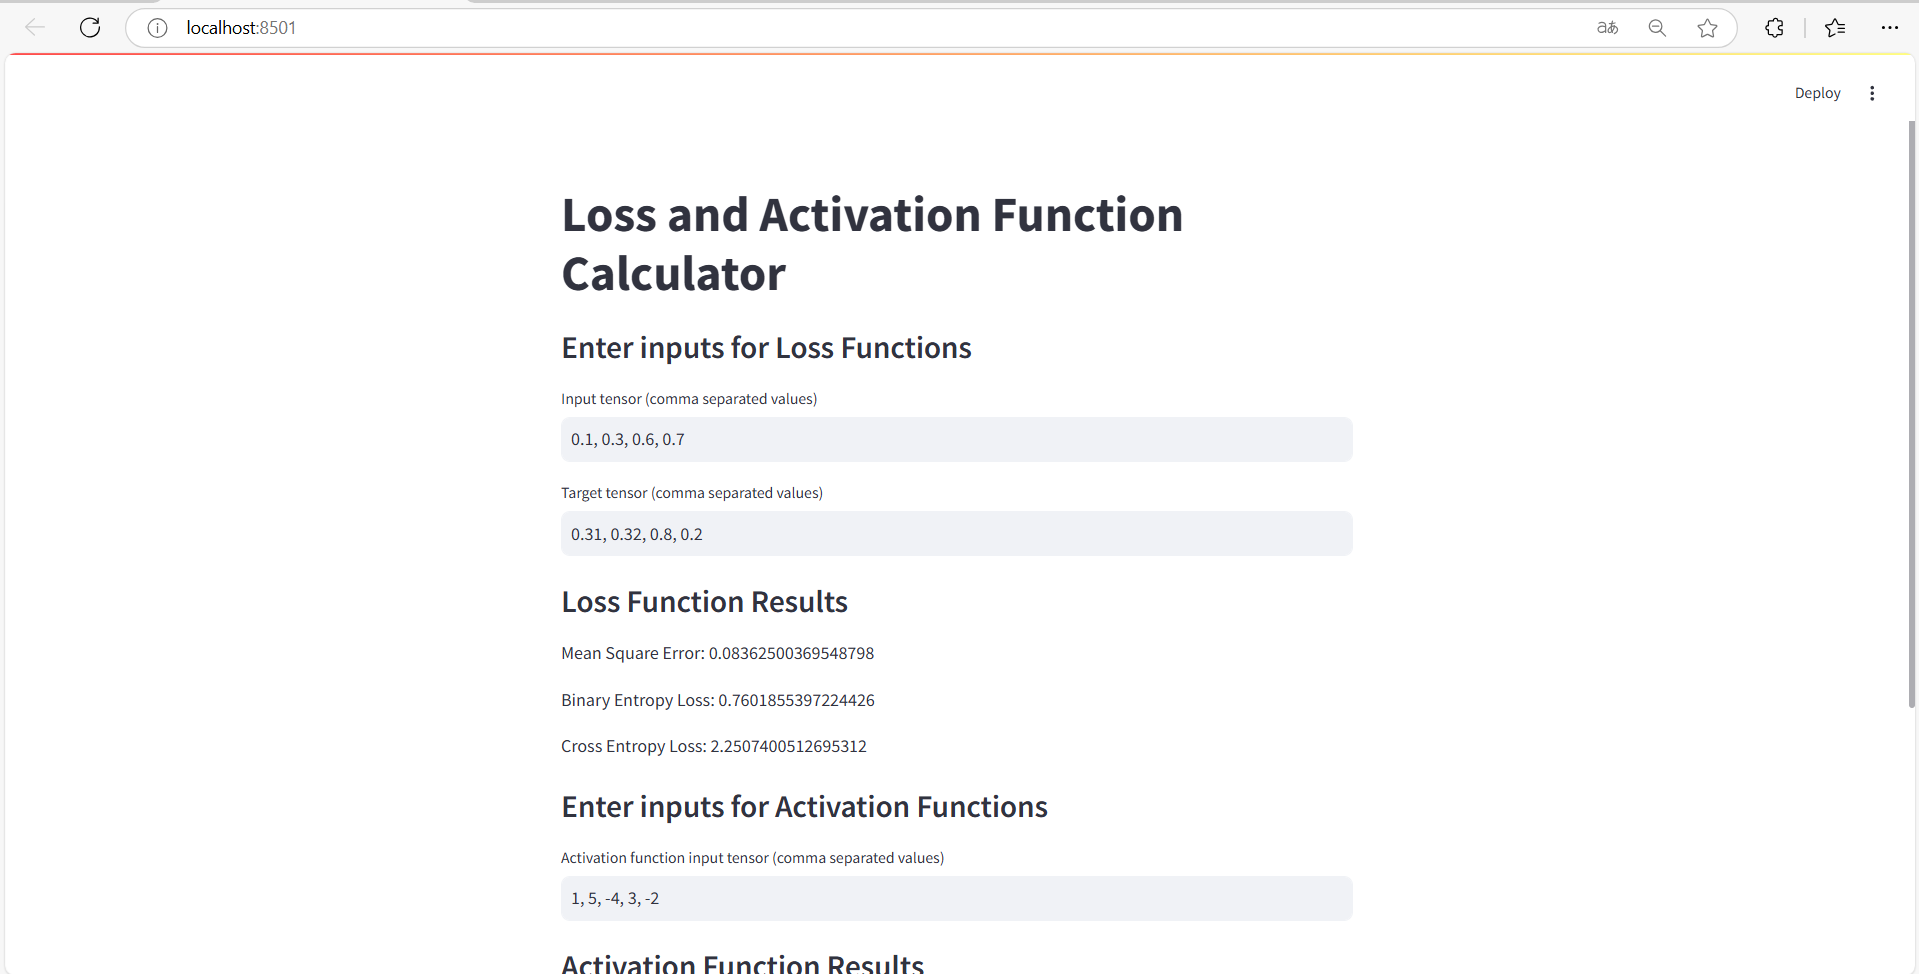 localhost:8501
aあ
Deploy
Loss and Activation Function
Calculator
Enter inputs for Loss Functions
Input tensor (comma separated values)
0.1, 0.3, 0.6, 0.7
Target tensor (comma separated values)
0.31, 0.32, 0.8, 0.2
Loss Function Results
Mean Square Error: 0.08362500369548798
Binary Entropy Loss: 0.7601855397224426
Cross Entropy Loss: 2.2507400512695312
Enter inputs for Activation Functions
Activation function input tensor (comma separated values)
1, 5, -4, 3, -2
Activation Function Results